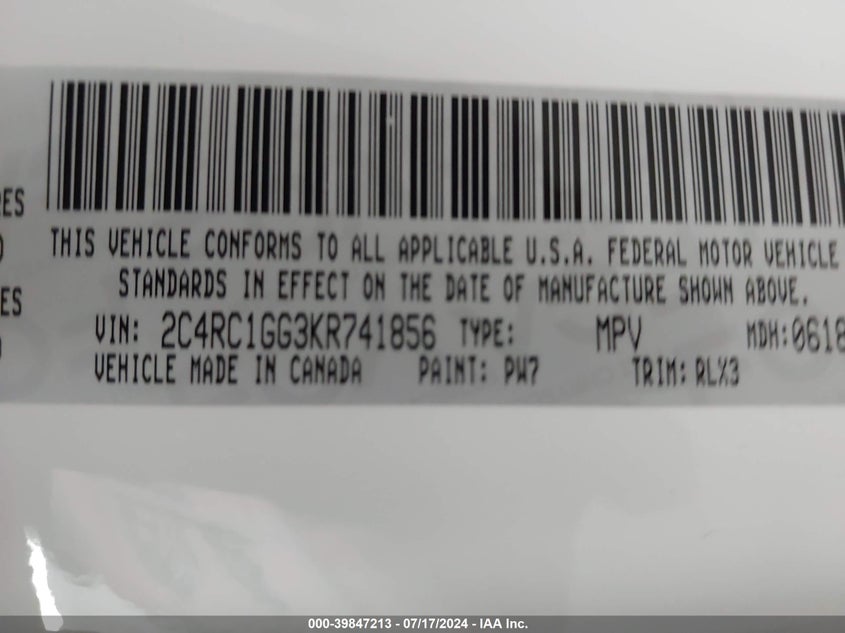 RES
THIS VEHICLE CONFORMS TO ALL APPLICABLE U.S.A. FEDERAL MOTOR VEHICLE
STANDARDS IN EFFECT ON THE DATE OF MANUFACTURE SHOWN ABOVE.
ES
VIN: 2C4RC1GG3KR741856 TYPE: MPV MDH:0618
VEHICLE MADE IN CANADA PAINT: PW7 TRIM: RLX3
000-39847213 - 07/17/2024 - IAA Inc.